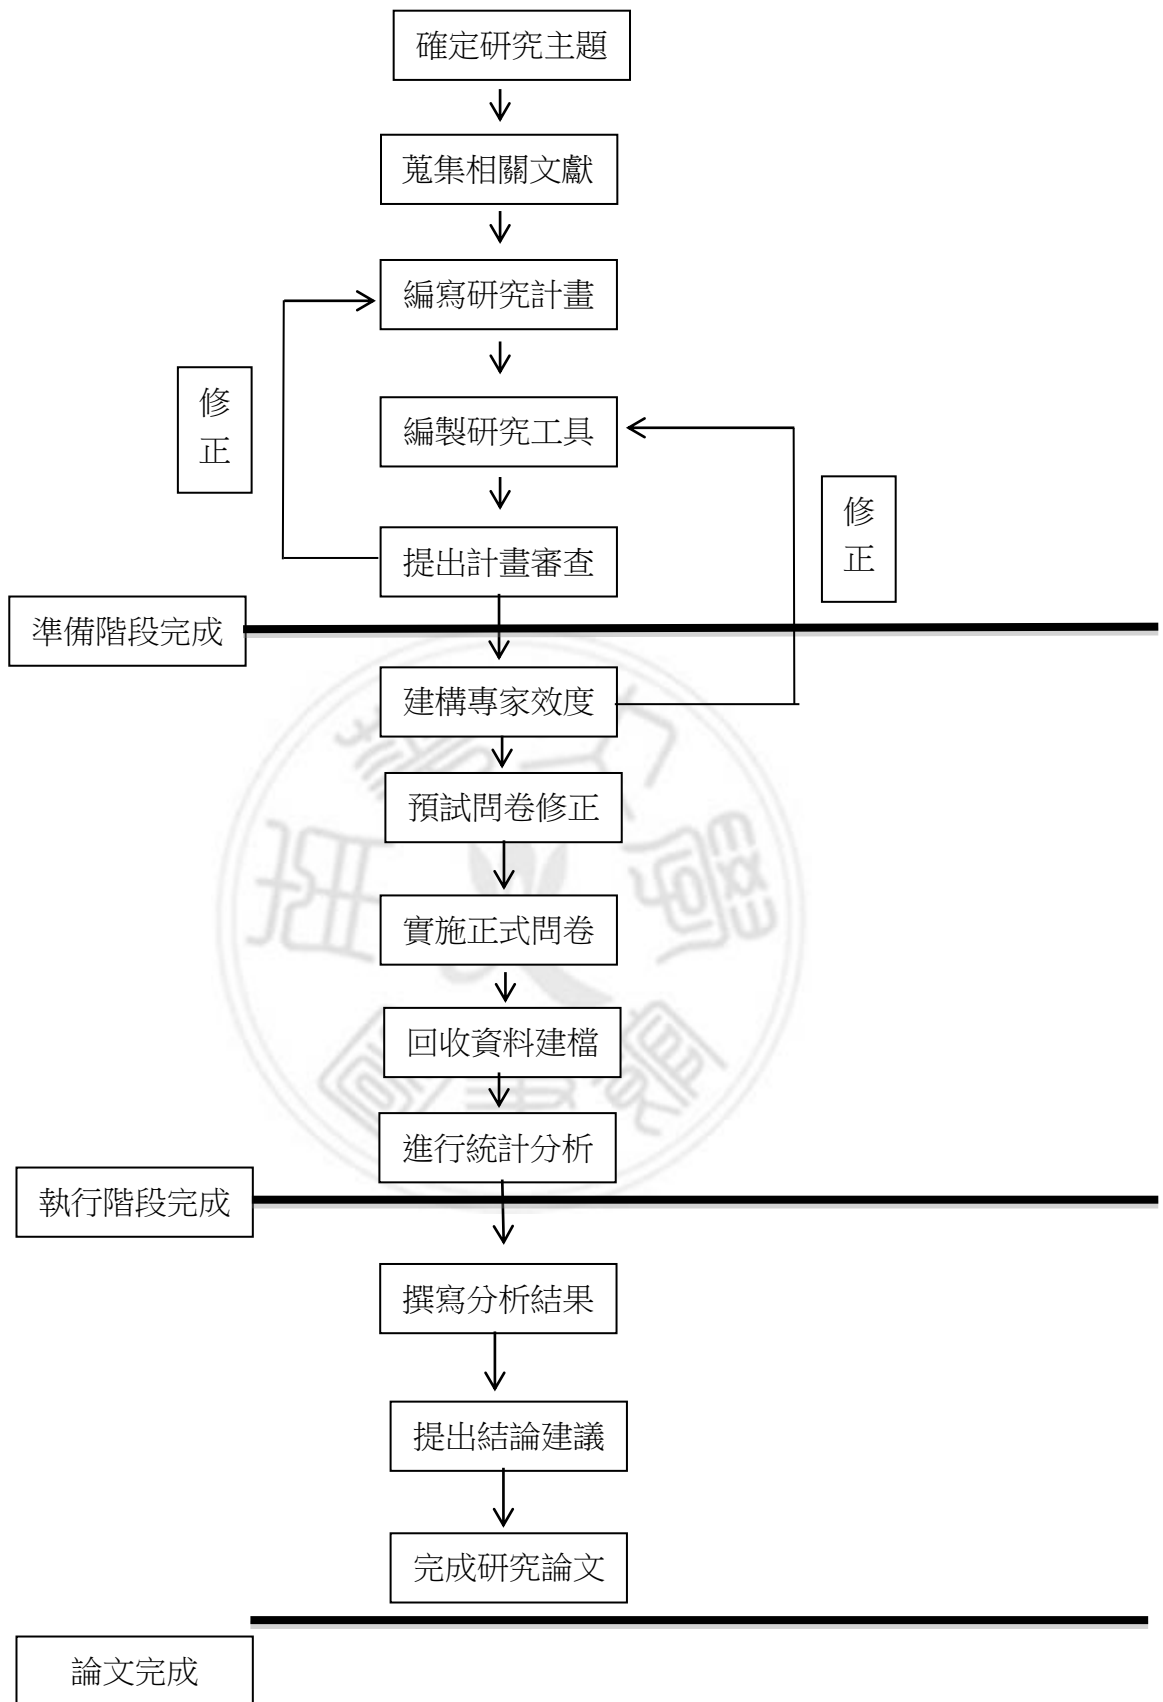 確定研究主題
蒐集相關文獻
編寫研究計畫
修
正
編製研究工具
修
正
提出計畫審查
準備階段完成
建構專家效度
預試問卷修正
實施正式問卷
回收資料建檔
進行統計分析
執行階段完成
撰寫分析結果
提出結論建議
完成研究論文
論文完成